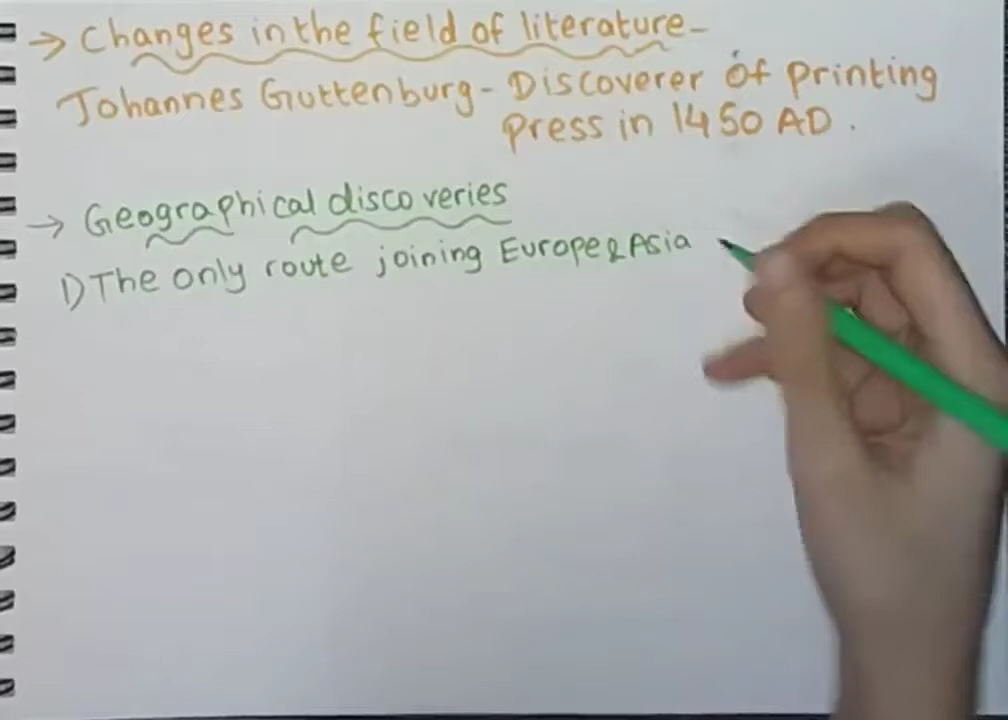 → Changes in the field of literature-
Johannes Guttenburg - Discoverer of printing
press in 1450 AD.
→ Geographical discoveries
1) The only route joining Europe & Asia